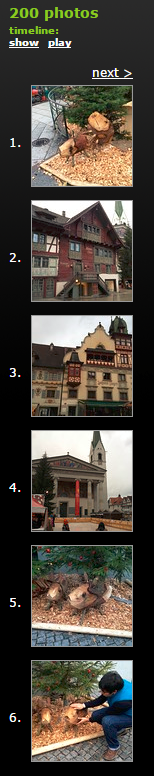 200 photos
timeline:
show play
next >
1.
2.
3.
4.
5.
6.